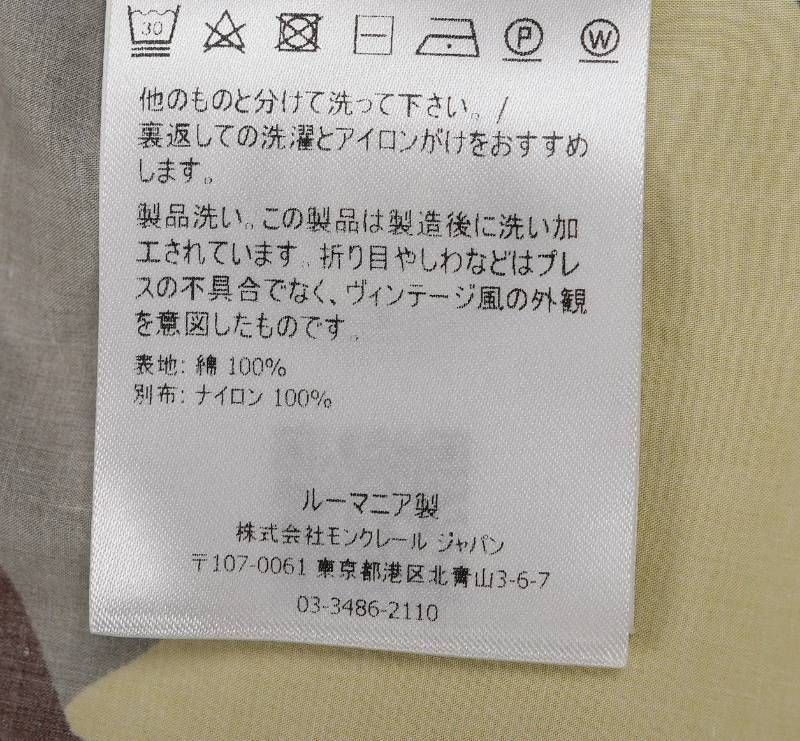 30
P
W
他のものと分けて洗って下さい。/
裏返しての洗濯とアイロンがけをおすすめ
します。
製品洗い。この製品は製造後に洗い加
工されています。折り目やしわなどはプレ
スの不具合でなく、ヴィンテージ風の外観
を意図したものです。
表地: 綿 100%
別布: ナイロン 100%
ルーマニア製
株式会社モンクレール ジャパン
〒107-0061 東京都港区北青山3-6-7
03-3486-2110